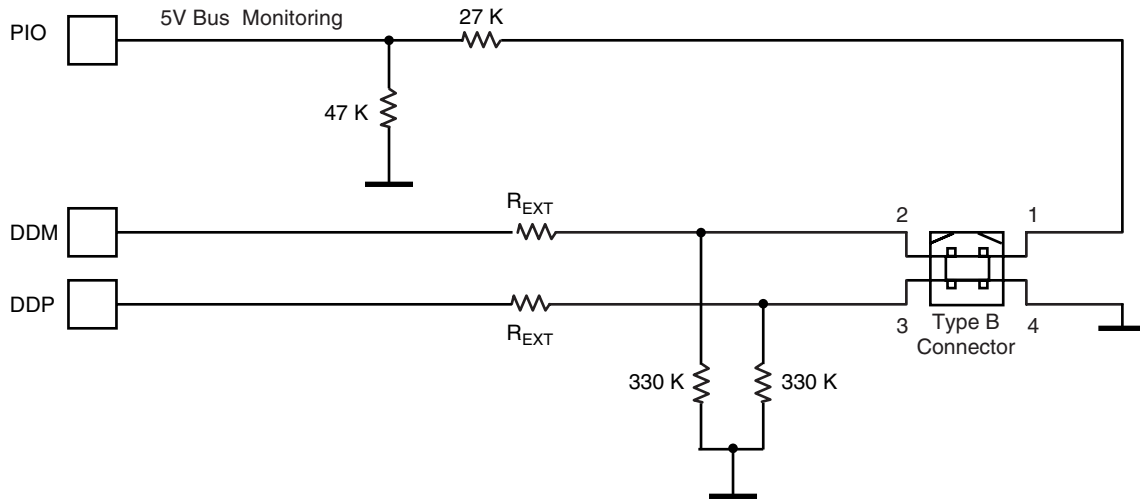 5V Bus Monitoring
27 K
PIO
47 K
R_EXT
2
1
DDM
DDP
R_EXT
3
Type B
Connector
4
330 K
330 K